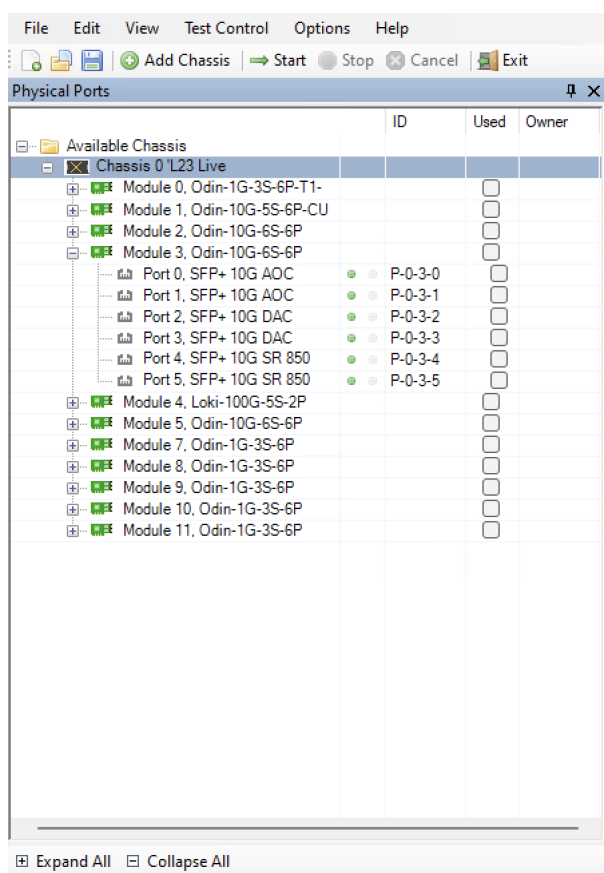 File Edit View Test Control Options Help
Add Chassis Start Stop Cancel Exit
Physical Ports
ID Used Owner
Available Chassis
Chassis 0 'L23 Live
Module 0, Odin-1G-3S-6P-T1-
Module 1, Odin-10G-5S-6P-CU
Module 2, Odin-10G-6S-6P
Module 3, Odin-10G-6S-6P
Port 0, SFP+ 10G AOC P-0-3-0
Port 1, SFP+ 10G AOC P-0-3-1
Port 2, SFP+ 10G DAC P-0-3-2
Port 3, SFP+ 10G DAC P-0-3-3
Port 4, SFP+ 10G SR 850 P-0-3-4
Port 5, SFP+ 10G SR 850 P-0-3-5
Module 4, Loki-100G-5S-2P
Module 5, Odin-10G-6S-6P
Module 7, Odin-1G-3S-6P
Module 8, Odin-1G-3S-6P
Module 9, Odin-1G-3S-6P
Module 10, Odin-1G-3S-6P
Module 11, Odin-1G-3S-6P
Expand All Collapse All